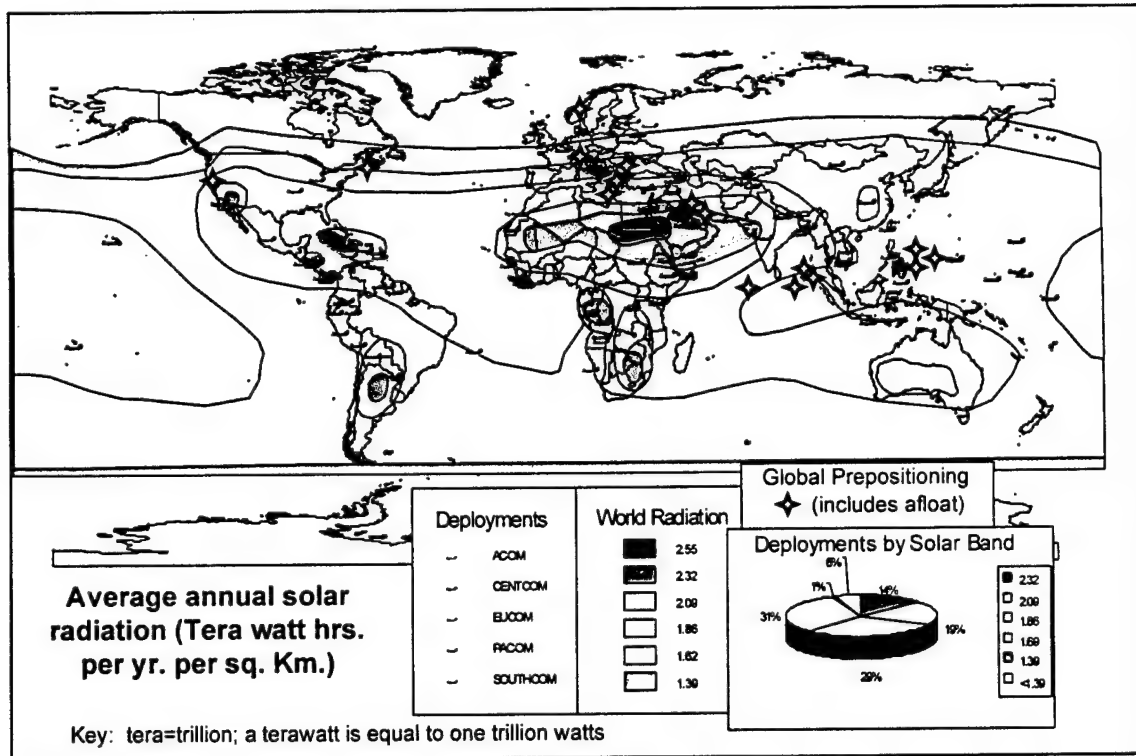 Global Prepositioning
(includes afloat)
Deployments
ACOM
CENTCOM
EUCOM
PACOM
SOUTHCOM
World Radiation
2.55
2.32
2.09
1.86
1.62
1.39
Deployments by Solar Band
6%
1%
14%
31%
19%
29%
2.32
2.09
1.86
1.69
1.39
<1.39
Average annual solar
radiation (Tera watt hrs.
per yr. per sq. Km.)
Key: tera=trillion; a terawatt is equal to one trillion watts